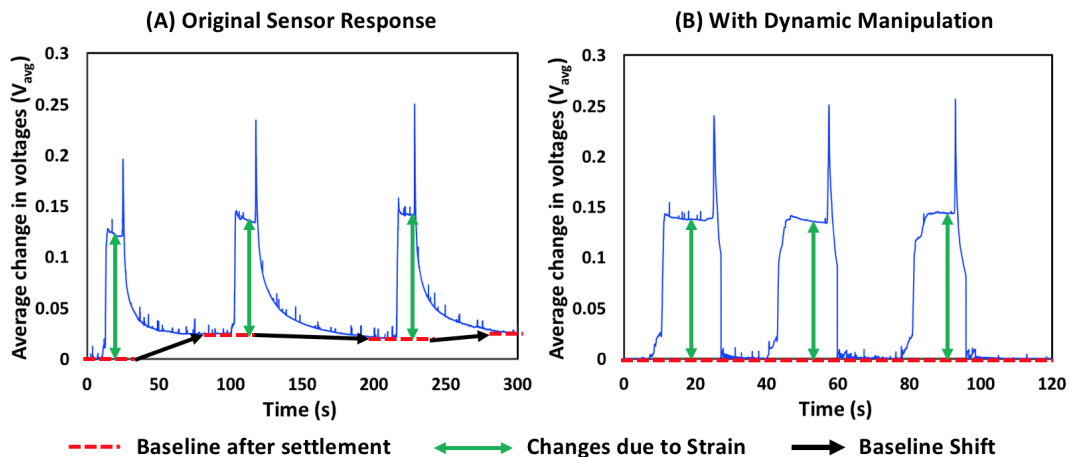 (A) Original Sensor Response
(B) With Dynamic Manipulation
Average change in voltages (Vavg)
0.3
0.25
0.2
0.15
0.1
0.05
0
0 50 100 150 200 250 300
Time (s)
Average change in voltages (Vavg)
0.3
0.25
0.2
0.15
0.1
0.05
0
0 20 40 60 80 100 120
Time (s)
Baseline after settlement
Changes due to Strain
Baseline Shift